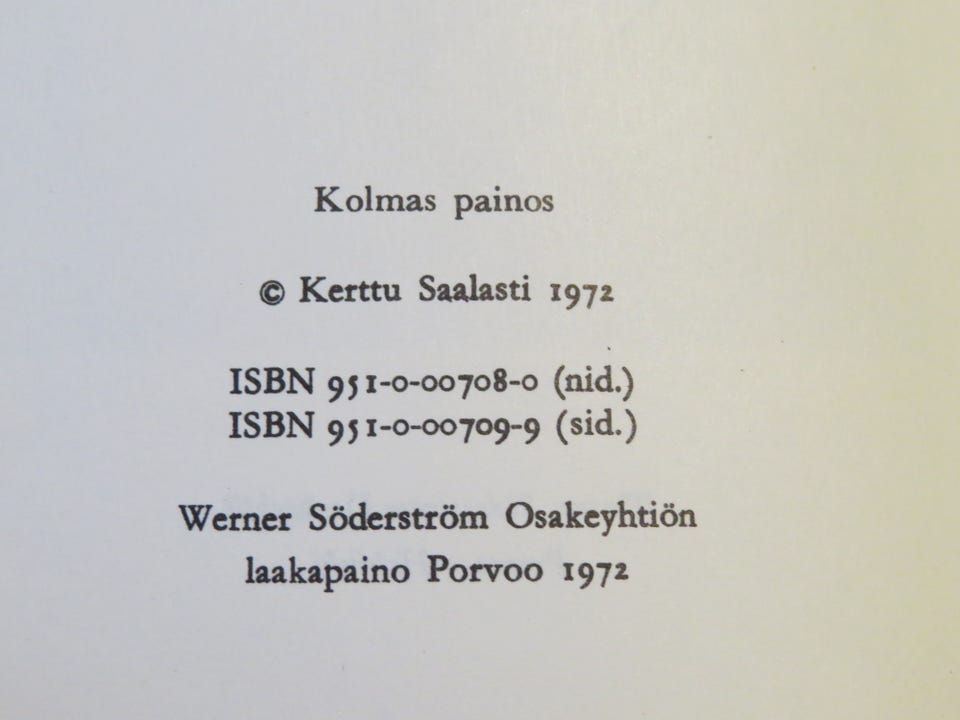 Kolmas painos
© Kerttu Saalasti 1972
ISBN 951-0-00708-0 (nid.)
ISBN 951-0-00709-9 (sid.)
Werner Söderström Osakeyhtiön
laakapaino Porvoo 1972